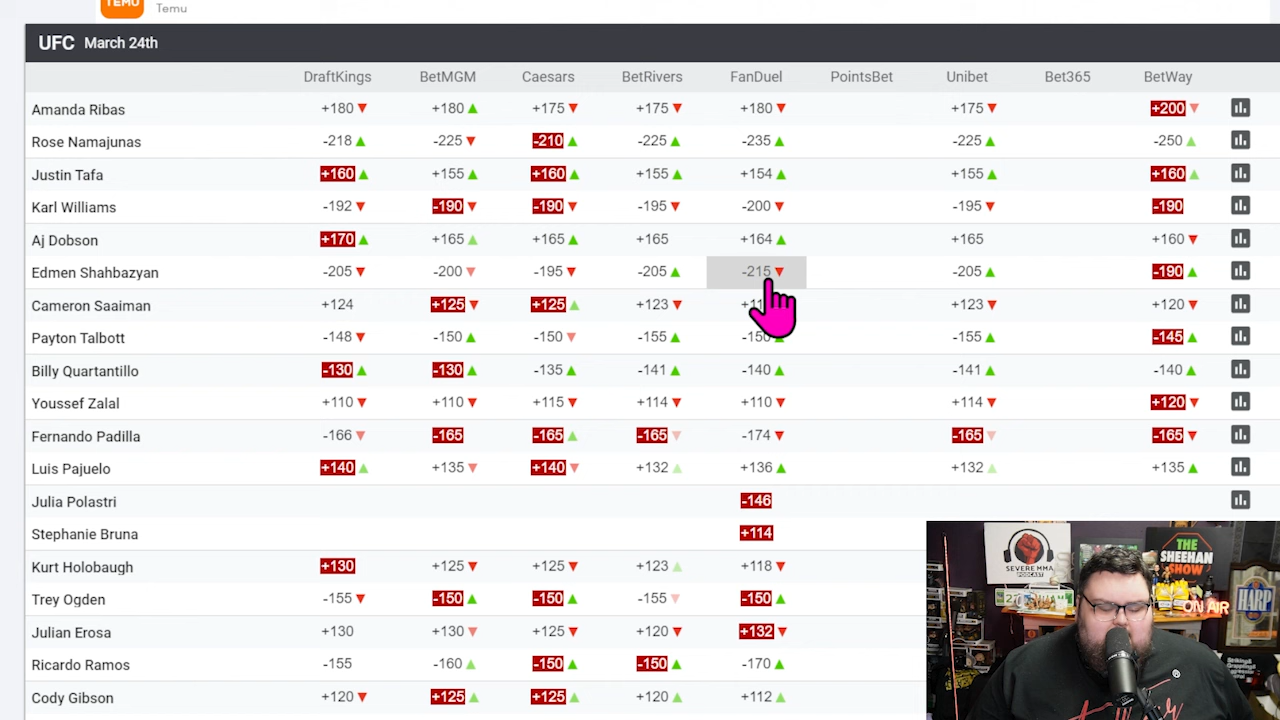 TEMU
Temu
UFC March 24th
DraftKings BetMGM Caesars BetRivers FanDuel PointsBet Unibet Bet365 BetWay
Amanda Ribas +180 +180 +175 +175 +180 +175 +200
Rose Namajunas -218 -225 -210 -225 -235 -225 -250
Justin Tafa +160 +155 +160 +155 +154 +155 +160
Karl Williams -192 -190 -190 -195 -200 -195 -190
Aj Dobson +170 +165 +165 +165 +164 +165 +160
Edmen Shahbazyan -205 -200 -195 -205 -215 -205 -190
Cameron Saaiman +124 +125 +125 +123 +123 +120
Payton Talbott -148 -150 -150 -155 -150 -155 -145
Billy Quartantillo -130 -130 -135 -141 -140 -141 -140
Youssef Zalal +110 +110 +115 +114 +110 +114 +120
Fernando Padilla -166 -165 -165 -165 -174 -165 -165
Luis Pajuelo +140 +135 +140 +132 +136 +132 +135
Julia Polastri -146
Stephanie Bruna +114
Kurt Holobaugh +130 +125 +125 +123 +118
Trey Ogden -155 -150 -150 -155 -150
Julian Erosa +130 +130 +125 +120 +132
Ricardo Ramos -155 -160 -150 -150 -170
Cody Gibson +120 +125 +125 +120 +112
SEVERE MMA
PODCAST
THE
SHEEHAN
SHOW
ON AIR
HARP